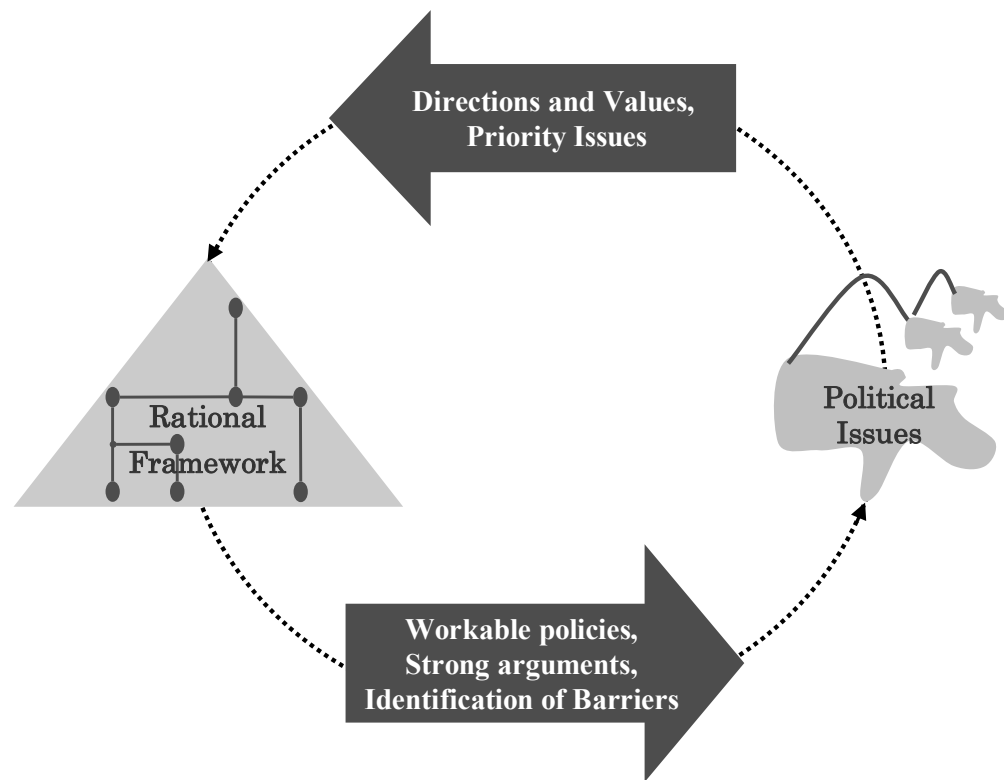 Directions and Values,
Priority Issues
Rational
Framework
Political
Issues
Workable policies,
Strong arguments,
Identification of Barriers